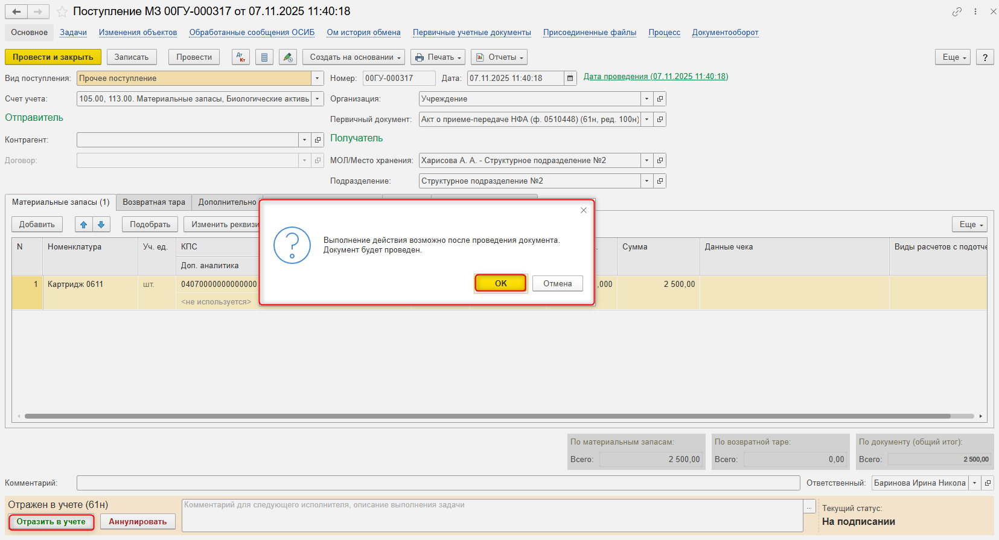 Поступление МЗ 00ГУ-000317 от 07.11.2025 11:40:18
Основное Задачи Изменения объектов Обработанные сообщения ОСИБ Ом история обмена Первичные учетные документы Присоединенные файлы Процесс Документооборот
Провести и закрыть Записать Провести Дт Кт Создать на основании Печать Отчеты Еще ?
Вид поступления: Прочее поступление Номер: 00ГУ-000317 Дата: 07.11.2025 11:40:18 Дата проведения (07.11.2025 11:40:18)
Счет учета: 105.00, 113.00. Материальные запасы, Биологические активы Организация: Учреждение
Отправитель Первичный документ: Акт о приеме-передаче НФА (ф. 0510448) (61н, ред. 100н)
Контрагент: Получатель
Договор: МОЛ/Место хранения: Харисова А. А. - Структурное подразделение №2
Подразделение: Структурное подразделение №2
Материальные запасы (1) Возвратная тара Дополнительно
Добавить Подобрать Изменить реквизи Еще
N Номенклатура Уч. ед. КПС Сумма Данные чека Виды расчетов с подотче
Доп. аналитика
1 Картридж 0611 шт. 04070000000000000 ,000 2 500,00
<не используется>
Выполнение действия возможно после проведения документа.
Документ будет проведен.
ОК Отмена
По материальным запасам: По возвратной таре: По документу (общий итог):
Всего: 2 500,00 Всего: 0,00 Всего: 2 500,00
Комментарий: Ответственный: Баринова Ирина Никола
Отражен в учете (61н) Комментарий для следующего исполнителя, описание выполнения задачи ... Текущий статус:
Отразить в учете Аннулировать На подписании